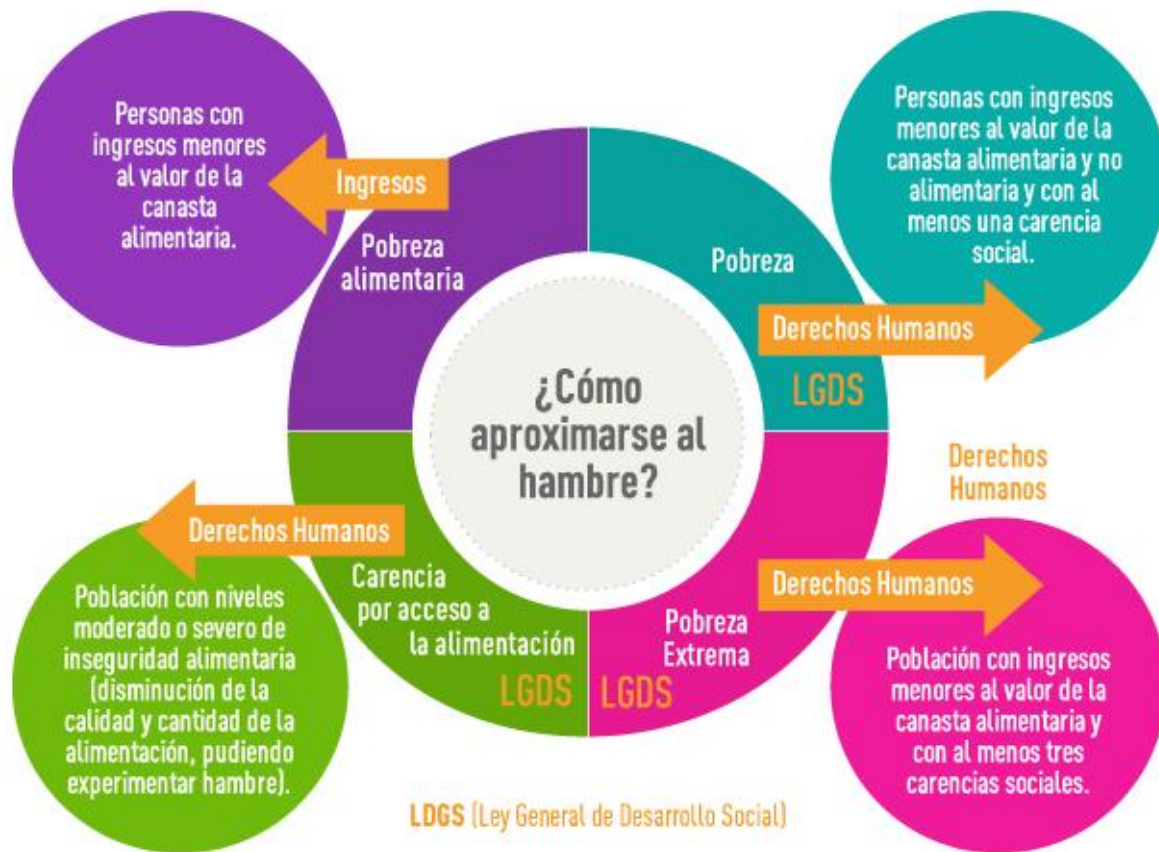 Personas con
ingresos menores
al valor de la
canasta
alimentaria.
Ingresos
Pobreza
alimentaria
Personas con ingresos
menores al valor de la
canasta alimentaria y no
alimentaria y con al
menos una carencia
social.
Pobreza
Derechos Humanos
LGDS
¿Cómo
aproximarse al
hambre?
Derechos
Humanos
Derechos Humanos
Carencia
por acceso a
la alimentación
LGDS
Población con niveles
moderado o severo de
inseguridad alimentaria
(disminución de la
calidad y cantidad de la
alimentación, pudiendo
experimentar hambre).
Derechos Humanos
Pobreza
Extrema
LGDS
Población con ingresos
menores al valor de la
canasta alimentaria y
con al menos tres
carencias sociales.
LDGS (Ley General de Desarrollo Social)